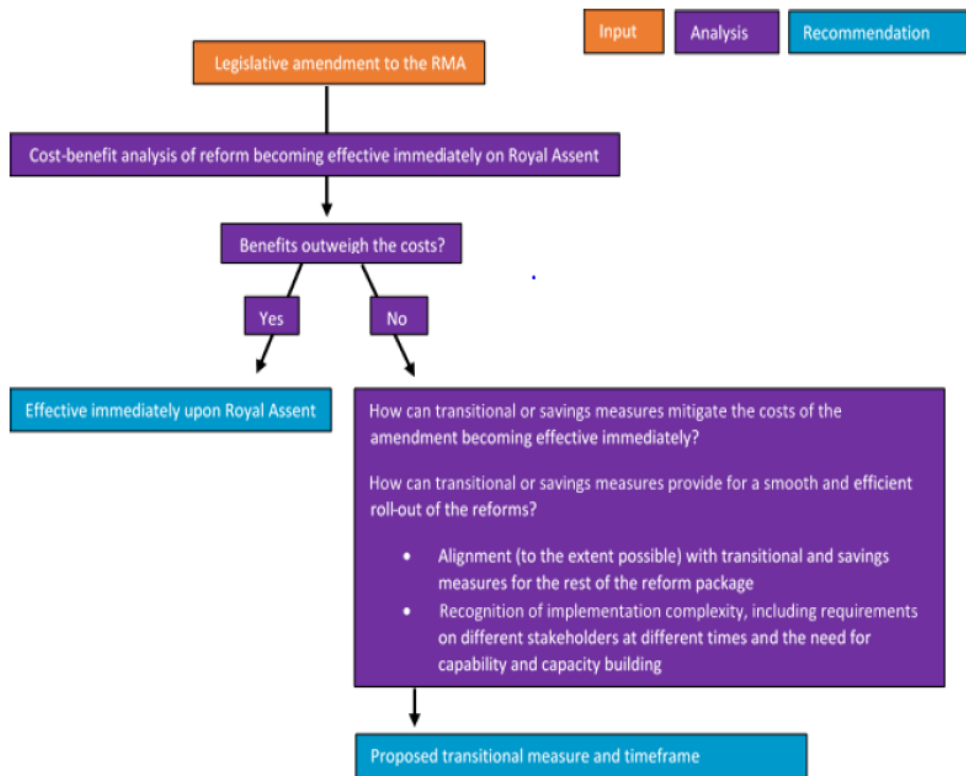 Input
Analysis
Recommendation
Legislative amendment to the RMA
Cost-benefit analysis of reform becoming effective immediately on Royal Assent
Benefits outweigh the costs?
Yes
No
Effective immediately upon Royal Assent
How can transitional or savings measures mitigate the costs of the
amendment becoming effective immediately?
How can transitional or savings measures provide for a smooth and efficient
roll-out of the reforms?
• Alignment (to the extent possible) with transitional and savings
measures for the rest of the reform package
• Recognition of implementation complexity, including requirements
on different stakeholders at different times and the need for
capability and capacity building
Proposed transitional measure and timeframe